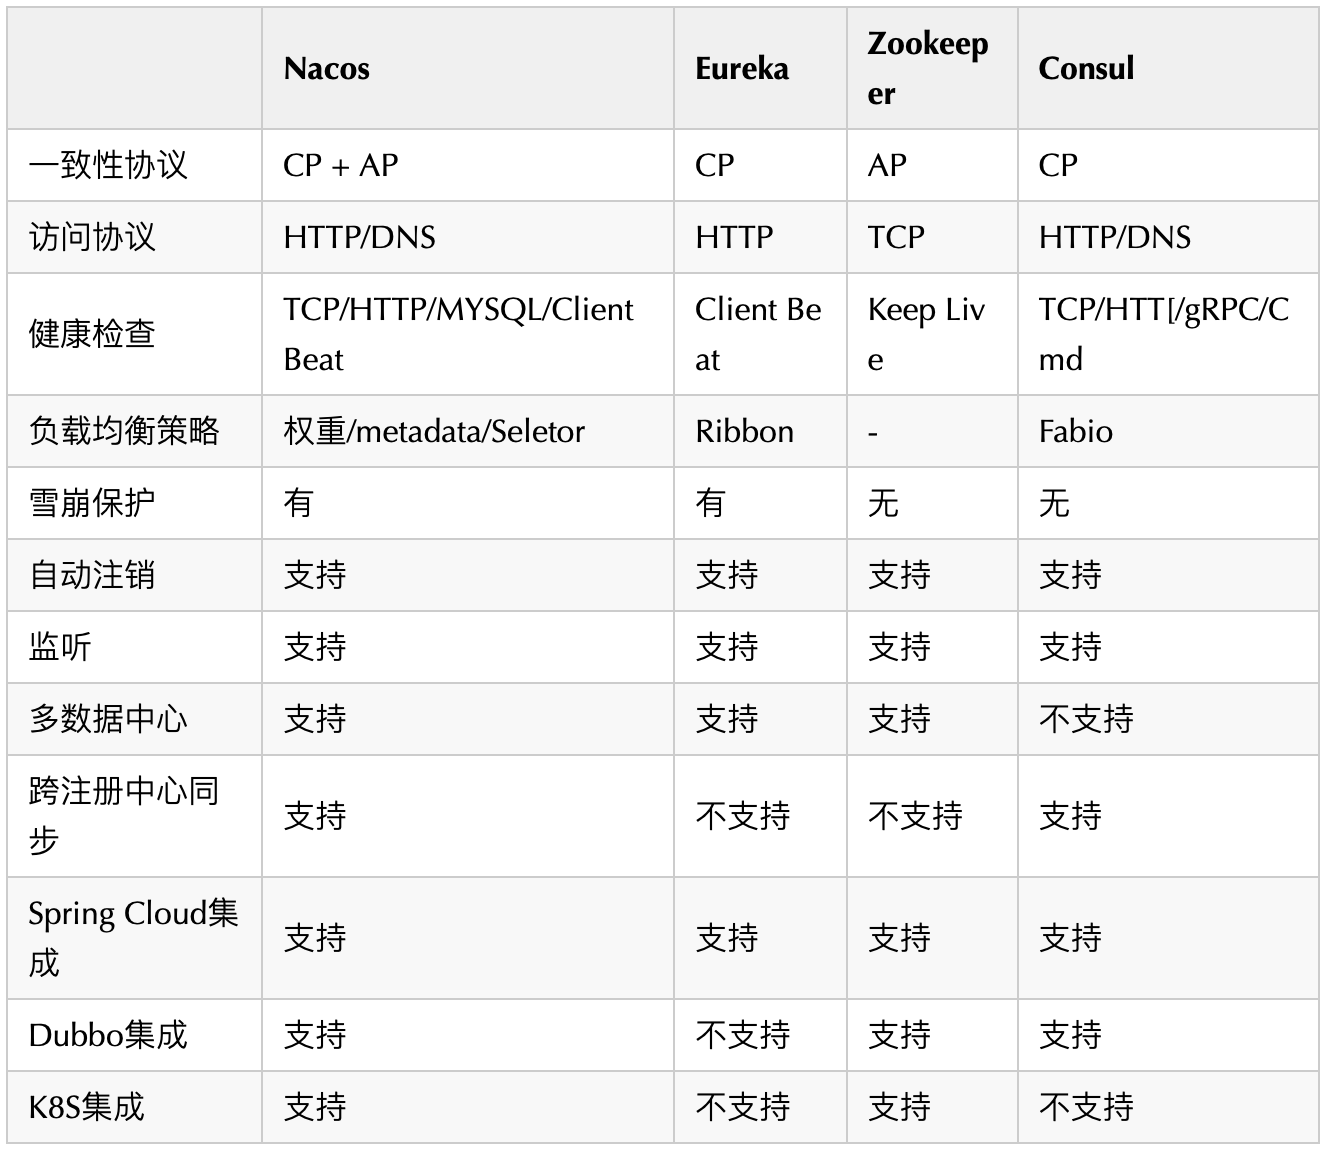 Nacos Eureka Zookeep
er Consul
一致性协议 CP + AP CP AP CP
访问协议 HTTP/DNS HTTP TCP HTTP/DNS
健康检查 TCP/HTTP/MYSQL/Client
Beat Client Be
at Keep Liv
e TCP/HTT[/gRPC/C
md
负载均衡策略 权重/metadata/Seletor Ribbon - Fabio
雪崩保护 有 有 无 无
自动注销 支持 支持 支持 支持
监听 支持 支持 支持 支持
多数据中心 支持 支持 支持 不支持
跨注册中心同
步 支持 不支持 不支持 支持
Spring Cloud集
成 支持 支持 支持 支持
Dubbo集成 支持 不支持 支持 支持
K8S集成 支持 不支持 支持 不支持